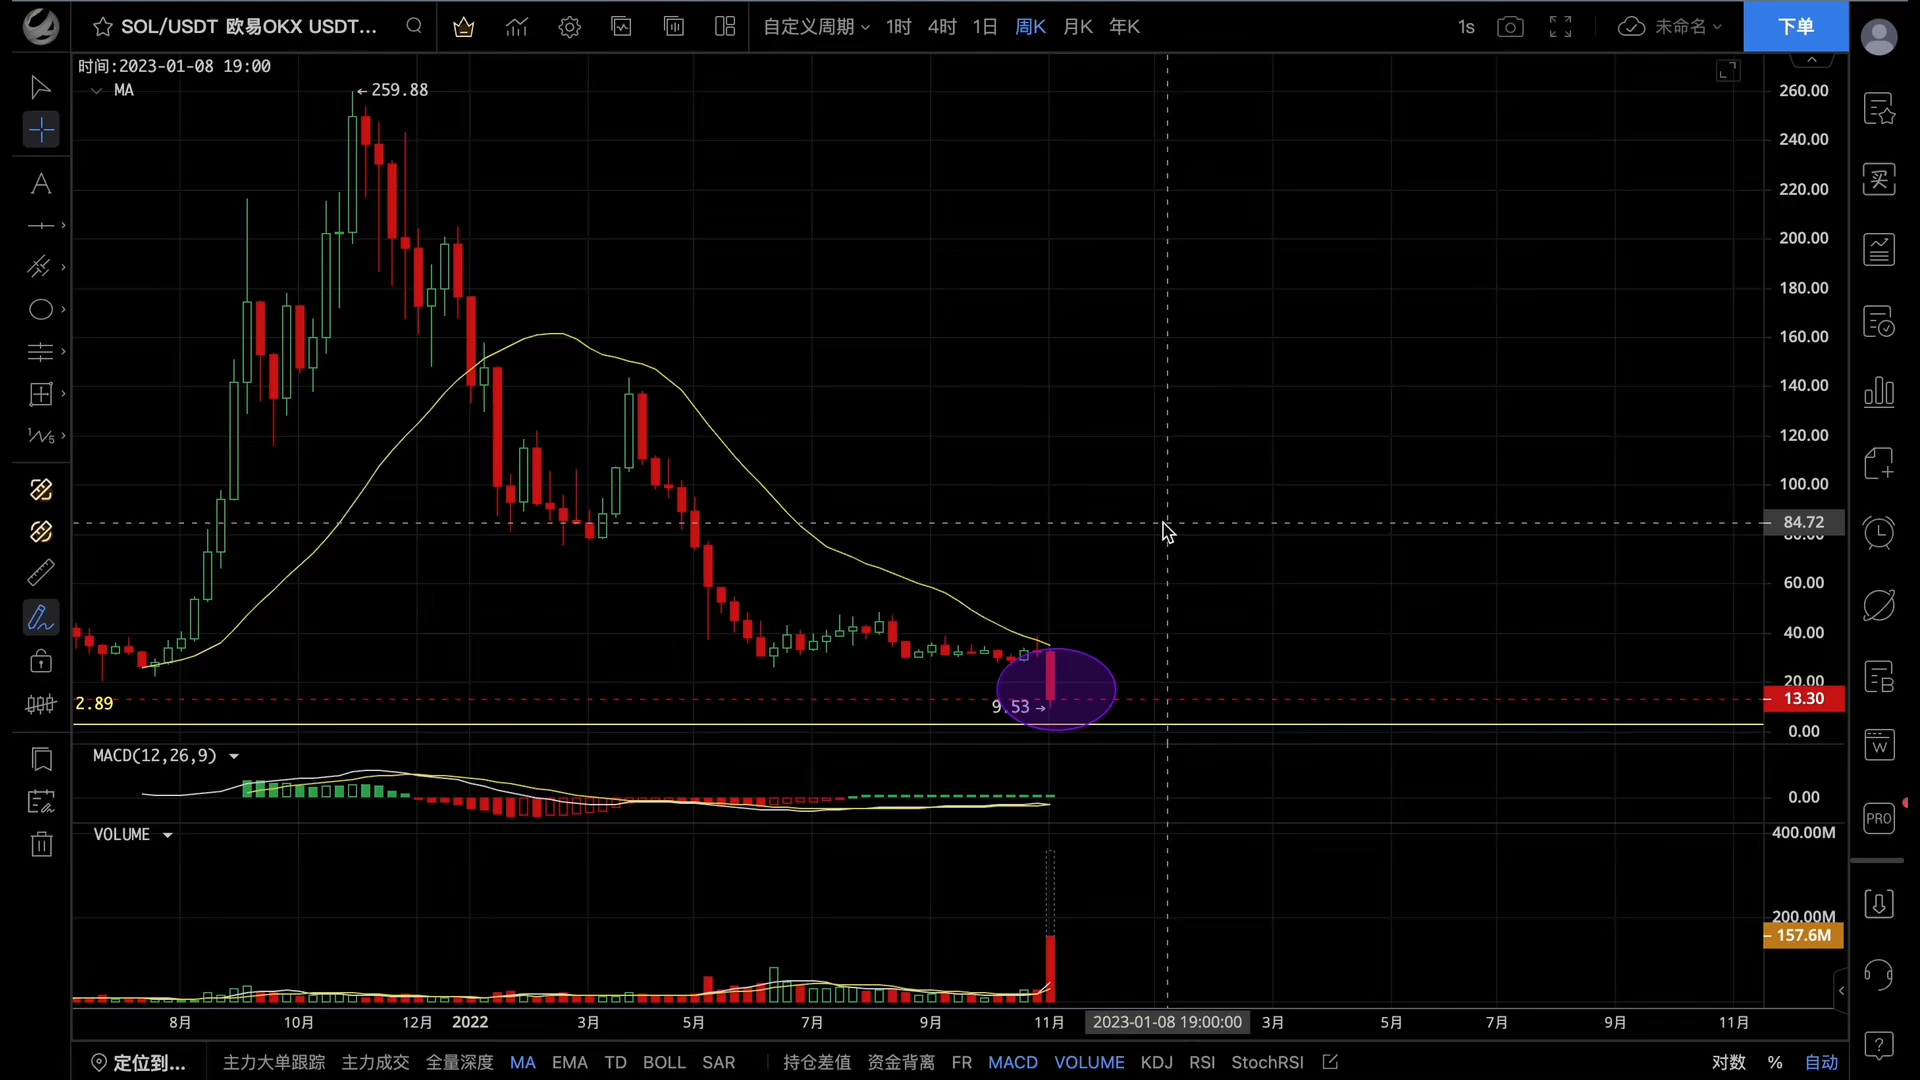 SOL/USDT 欧易OKX USDT...
自定义周期 1时 4时 1日 周K 月K 年K
1s
未命名
下单
时间:2023-01-08 19:00
MA
←259.88
260.00
240.00
220.00
200.00
180.00
160.00
140.00
120.00
100.00
84.72
80.00
60.00
40.00
20.00
13.30
0.00
2.89
9.53→
MACD(12,26,9)
0.00
VOLUME
400.00M
200.00M
157.6M
8月 10月 12月 2022 3月 5月 7月 9月 11月 2023-01-08 19:00:00 3月 5月 7月 9月 11月
定位到... 主力大单跟踪 主力成交 全量深度 MA EMA TD BOLL SAR 持仓差值 资金背离 FR MACD VOLUME KDJ RSI StochRSI
对数 % 自动
买
B
W
PRO